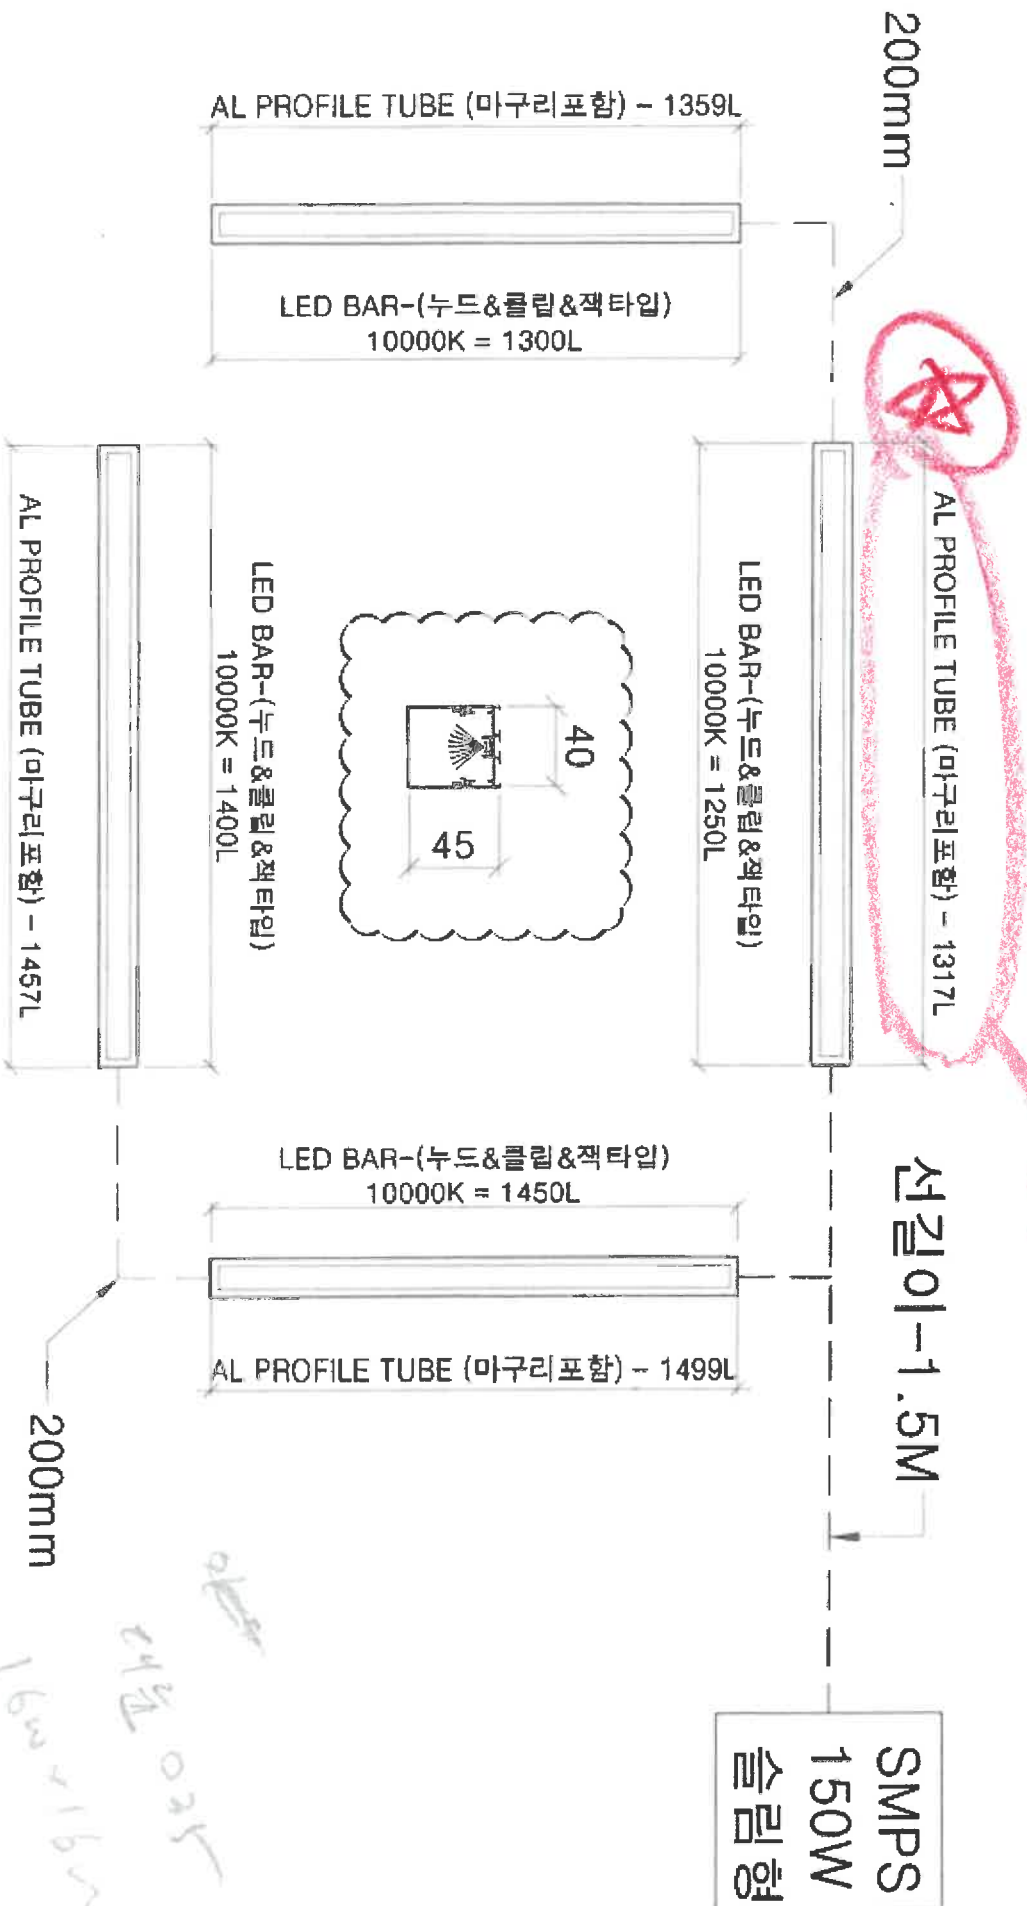 200mm
AL PROFILE TUBE (마구리포함) - 1359L
LED BAR-(누드&클립&잭타입)
10000K = 1300L
AL PROFILE TUBE (마구리포함) - 1317L
LED BAR-(누드&클립&잭타입)
10000K = 1250L
40
45
LED BAR-(누드&클립&잭타입)
10000K = 1400L
AL PROFILE TUBE (마구리포함) - 1457L
LED BAR-(누드&클립&잭타입)
10000K = 1450L
AL PROFILE TUBE (마구리포함) - 1499L
선길이-1.5M
200mm
SMPS
150W
슬림형